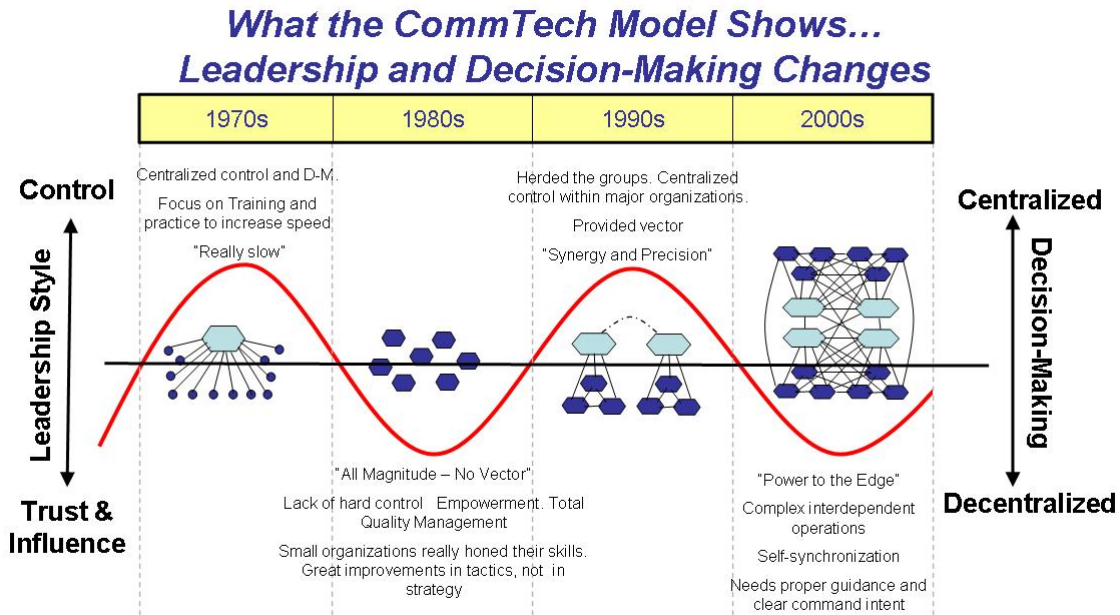 What the CommTech Model Shows…
Leadership and Decision-Making Changes
1970s
1980s
1990s
2000s
Control
Leadership Style
Trust &
Influence
Centralized control and D-M.
Focus on Training and
practice to increase speed
"Really slow"
"All Magnitude – No Vector"
Lack of hard control Empowerment. Total
Quality Management
Small organizations really honed their skills.
Great improvements in tactics, not in
strategy
Herded the groups. Centralized
control within major organizations.
Provided vector
"Synergy and Precision"
"Power to the Edge"
Complex interdependent
operations
Self-synchronization
Needs proper guidance and
clear command intent
Centralized
Decision-Making
Decentralized